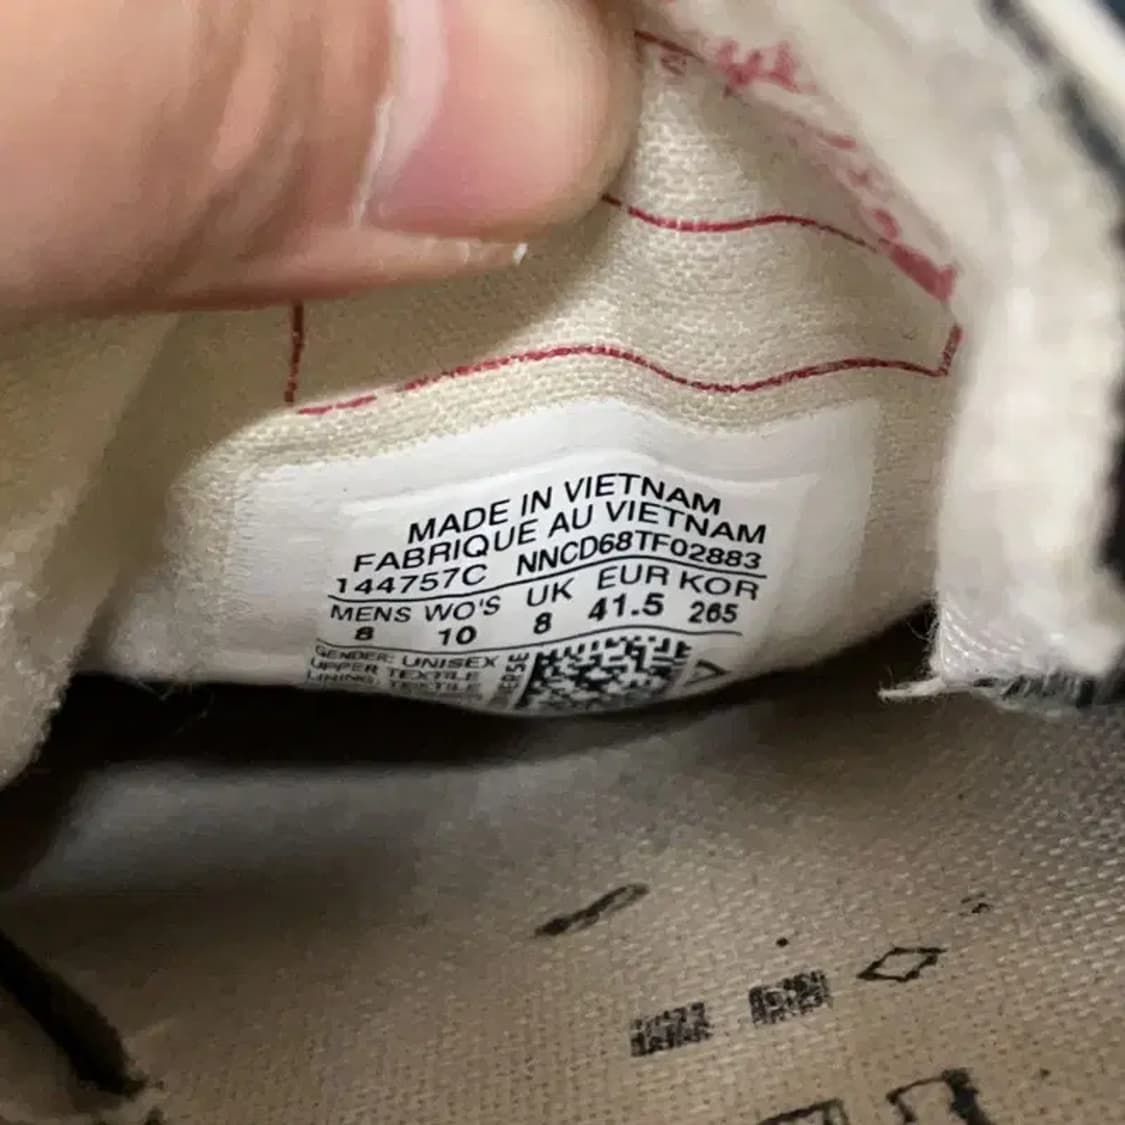 MADE IN VIETNAM
FABRIQUE AU VIETNAM
144757C NNCD68TF02883
MENS WO'S UK EUR KOR
8 10 8 41.5 265
GENDER: UNISEX
UPPER TEXTILE
LINING: TEXTILE